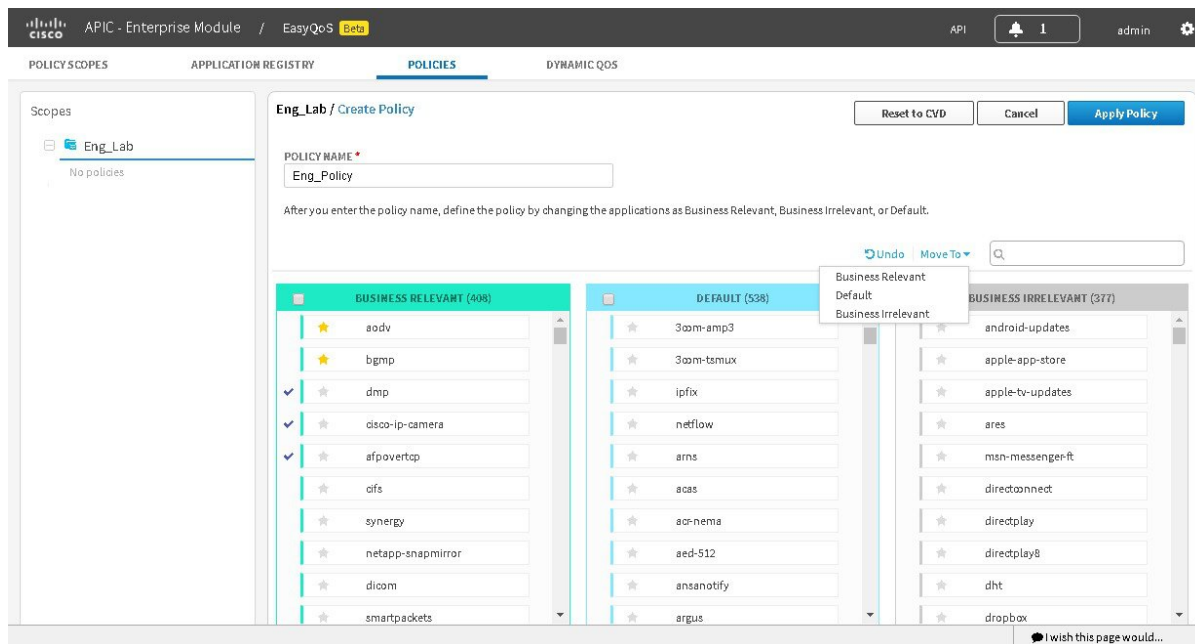 CISCO APIC - Enterprise Module / EasyQoS Beta API 1 admin
POLICY SCOPES APPLICATION REGISTRY POLICIES DYNAMIC QOS
Scopes
Eng_Lab
No policies
Eng_Lab / Create Policy
Reset to CVD Cancel Apply Policy
POLICY NAME *
Eng_Policy
After you enter the policy name, define the policy by changing the applications as Business Relevant, Business Irrelevant, or Default.
Undo Move To
Business Relevant
Default
Business Irrelevant
BUSINESS RELEVANT (408)
aodv
bgmp
dmp
cisco-ip-camera
afpovertcp
cifs
synergy
netapp-snapmirror
dicom
smartpackets
DEFAULT (538)
3com-amp3
3com-tsmux
ipfix
netflow
arns
acas
acr-nema
aed-512
ansanotify
argus
BUSINESS IRRELEVANT (377)
android-updates
apple-app-store
apple-tv-updates
ares
msn-messenger-ft
directconnect
directplay
directplay8
dht
dropbox
I wish this page would...